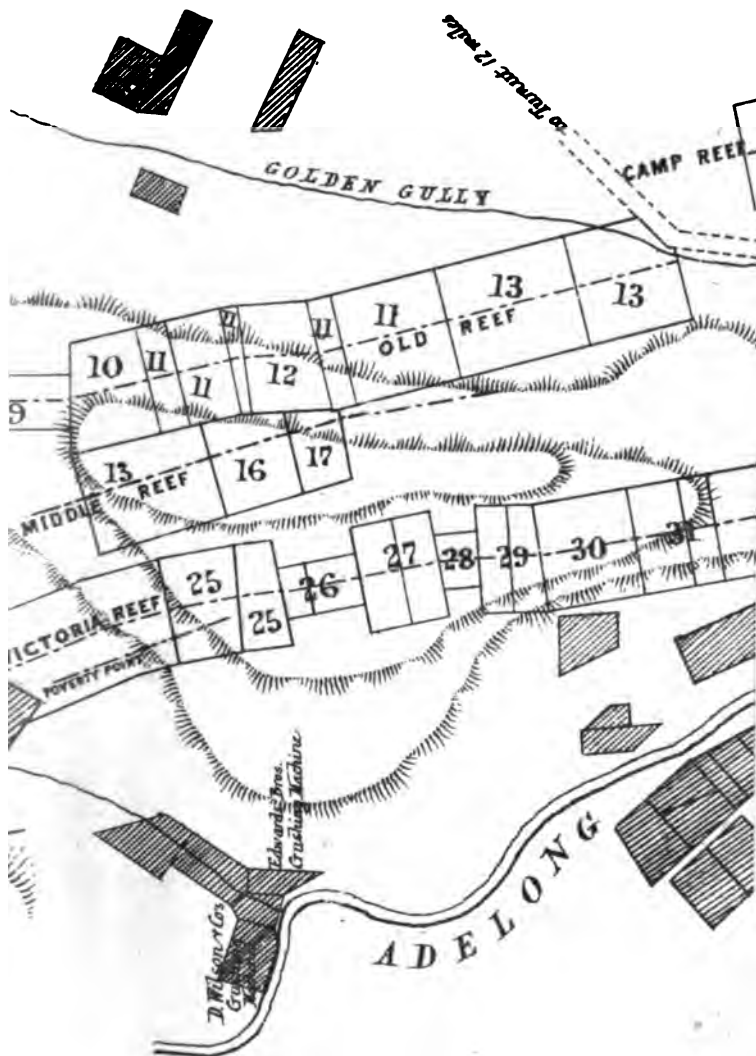 to Tumut 12 miles
CAMP REEF
GOLDEN GULLY
13
13
11
OLD REEF
11
11
12
10
11
11
9
13
16
17
MIDDLE REEF
31
30
29
28
27
26
25
25
VICTORIA REEF
POVERTY POINT
Edwards Bros.
Crushing Machine
D. Wilson & Cos
ADELONG